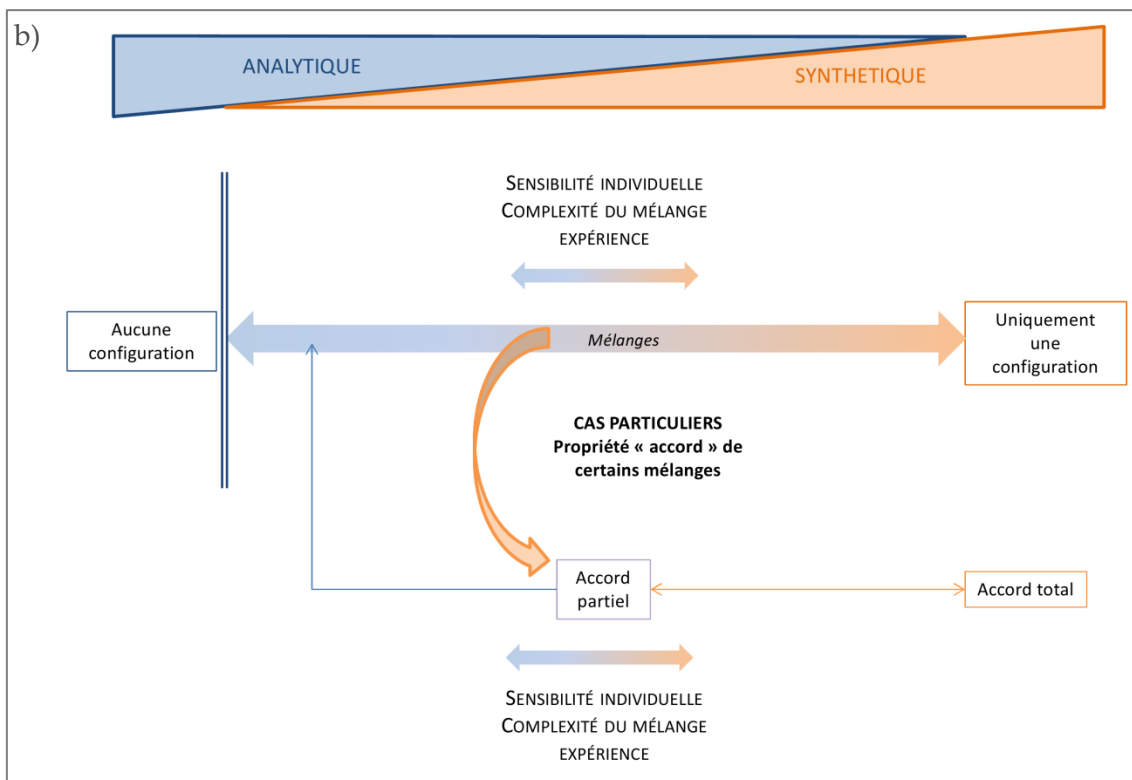 b)
ANALYTIQUE
SYNTHETIQUE
SENSIBILITÉ INDIVIDUELLE
COMPLEXITÉ DU MÉLANGE
EXPÉRIENCE
Aucune
configuration
Mélanges
Uniquement
une
configuration
CAS PARTICULIERS
Propriété « accord » de
certains mélanges
Accord
partiel
Accord total
SENSIBILITÉ INDIVIDUELLE
COMPLEXITÉ DU MÉLANGE
EXPÉRIENCE